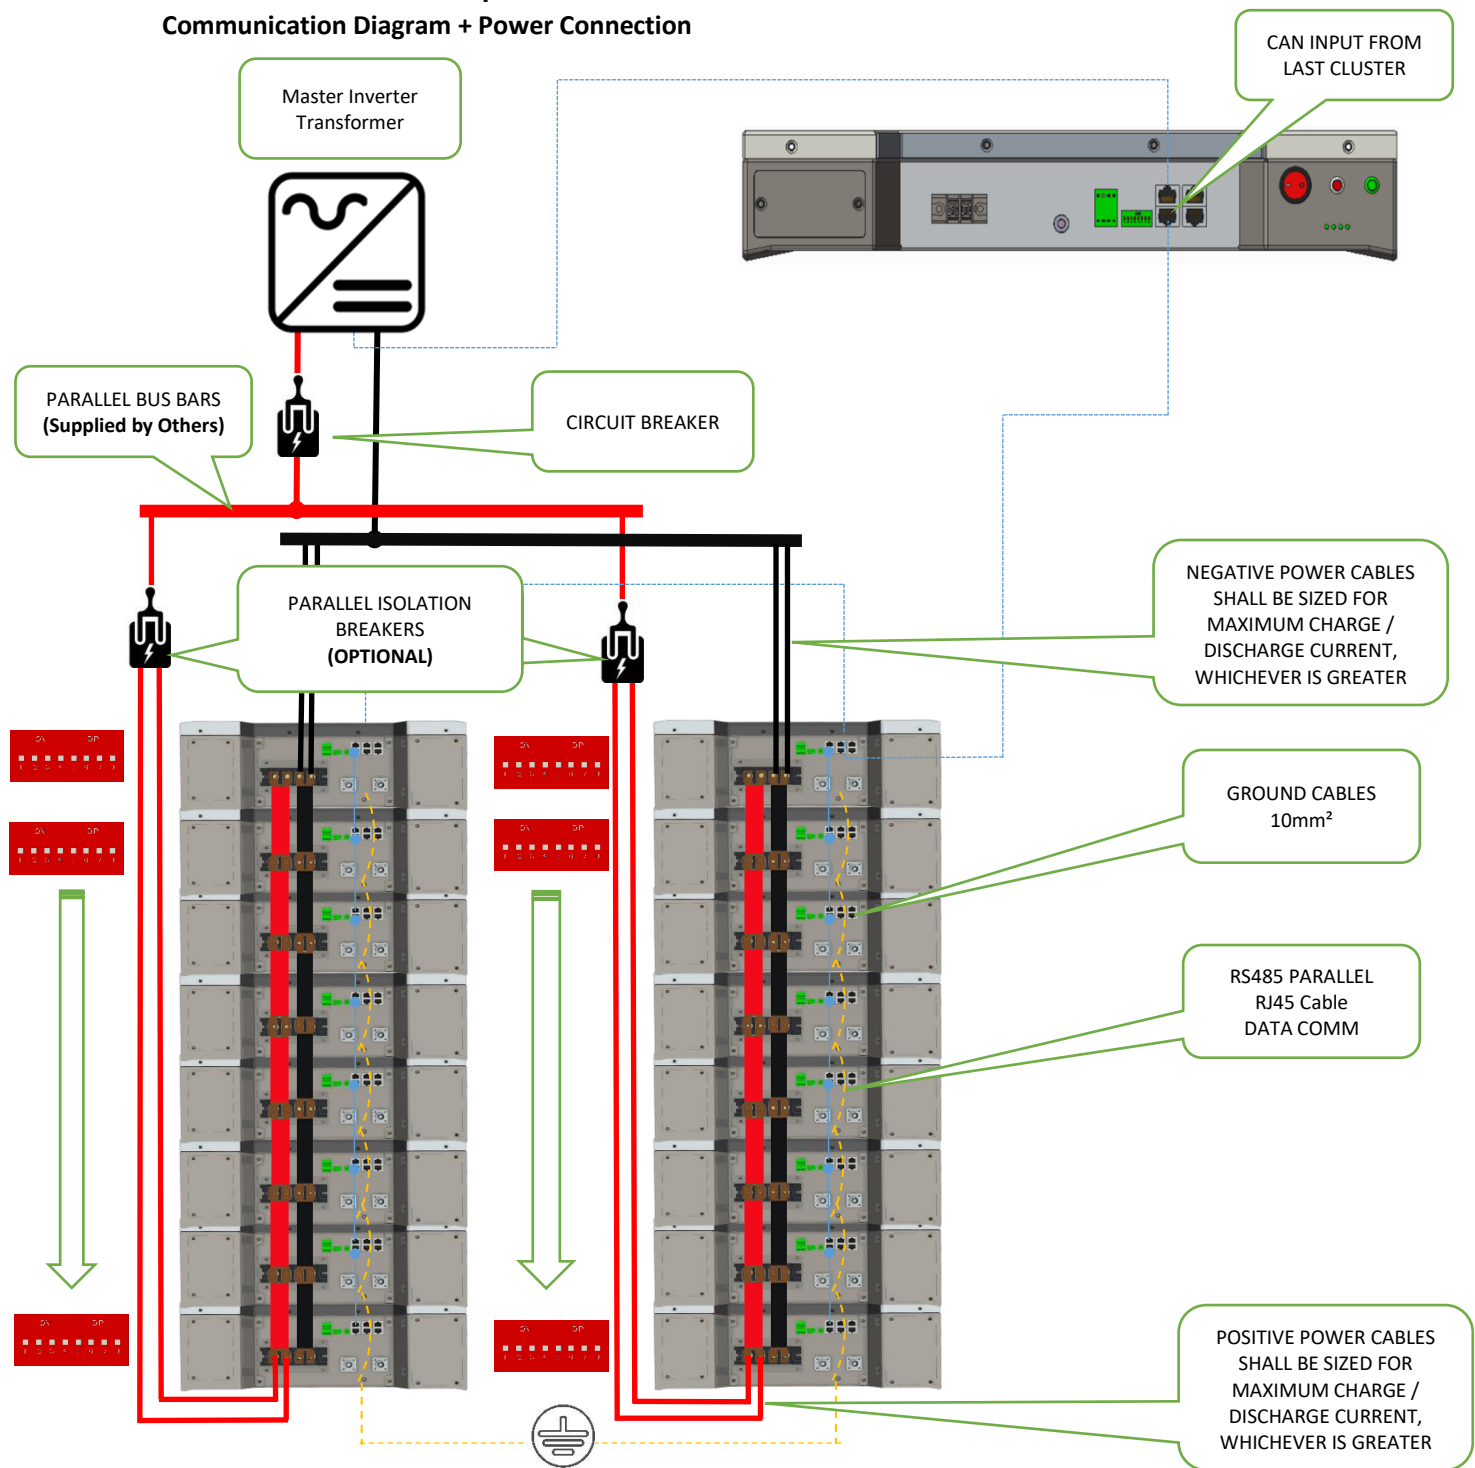 Communication Diagram + Power Connection
CAN INPUT FROM
LAST CLUSTER
Master Inverter
Transformer
PARALLEL BUS BARS
(Supplied by Others)
CIRCUIT BREAKER
PARALLEL ISOLATION
BREAKERS
(OPTIONAL)
NEGATIVE POWER CABLES
SHALL BE SIZED FOR
MAXIMUM CHARGE /
DISCHARGE CURRENT,
WHICHEVER IS GREATER
GROUND CABLES
10mm²
RS485 PARALLEL
RJ45 Cable
DATA COMM
POSITIVE POWER CABLES
SHALL BE SIZED FOR
MAXIMUM CHARGE /
DISCHARGE CURRENT,
WHICHEVER IS GREATER